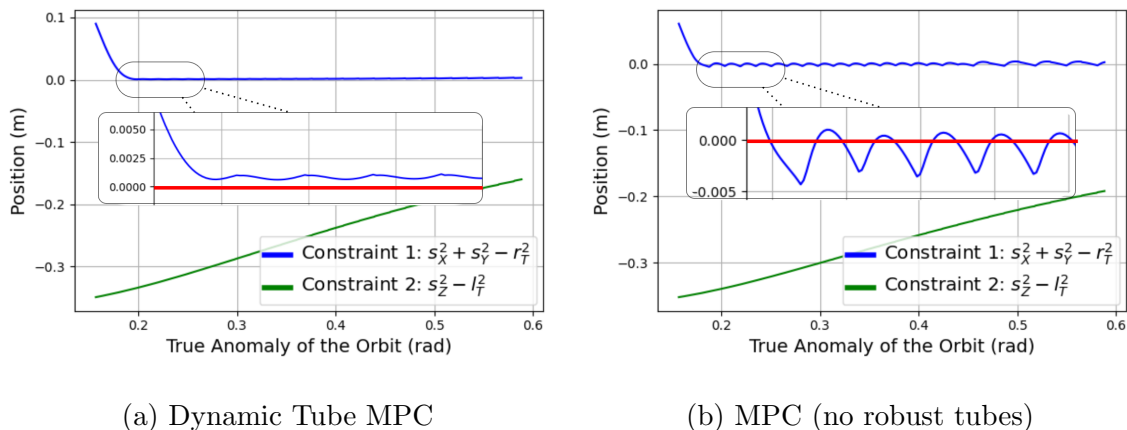 0.1
0.0
−0.1
−0.2
−0.3
Position (m)
0.0050
0.0025
0.0000
Constraint 1: $s_X^2 + s_Y^2 - r_T^2$
Constraint 2: $s_Z^2 - l_T^2$
0.2 0.3 0.4 0.5 0.6
True Anomaly of the Orbit (rad)
(a) Dynamic Tube MPC
0.0
−0.1
−0.2
−0.3
Position (m)
0.000
−0.005
Constraint 1: $s_X^2 + s_Y^2 - r_T^2$
Constraint 2: $s_Z^2 - l_T^2$
0.2 0.3 0.4 0.5 0.6
True Anomaly of the Orbit (rad)
(b) MPC (no robust tubes)